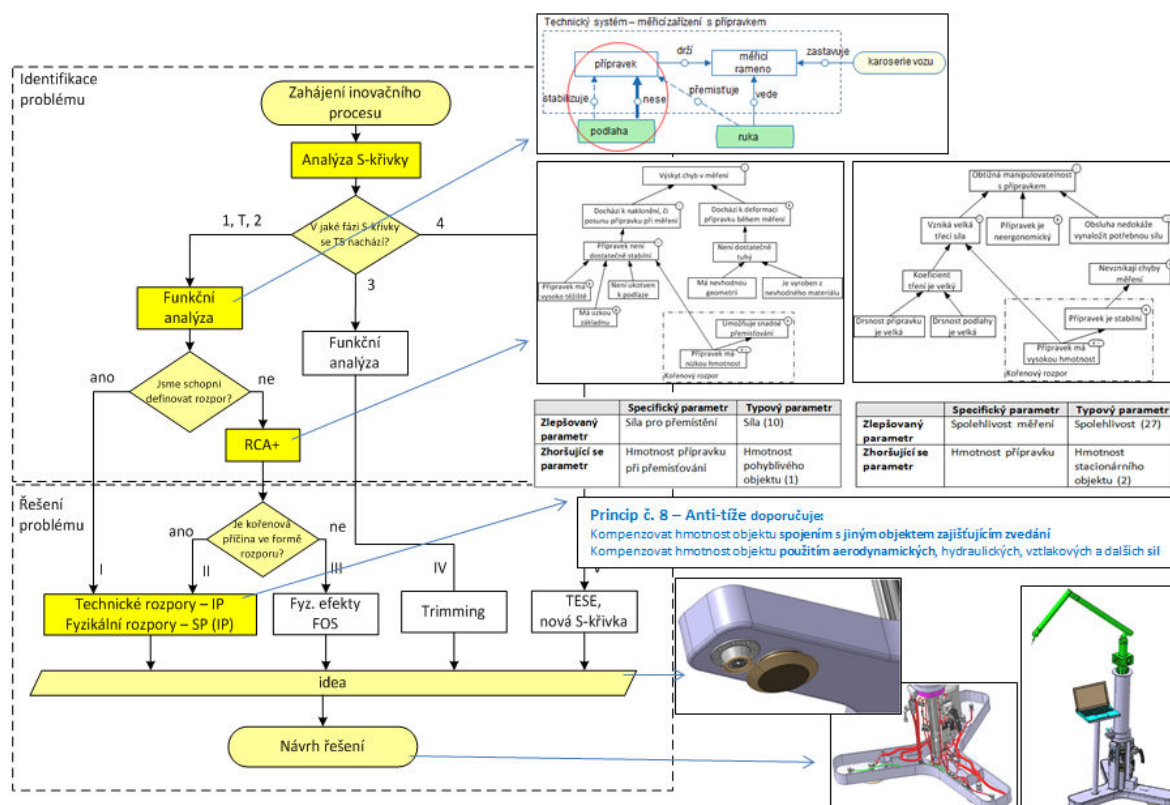 Identifikace
problému
Zahájení inovačního
procesu
Analýza S-křivky
V jaké fázi S-křivky
se TS nachází?
1, T, 2
4
3
Funkční
analýza
Funkční
analýza
Jsme schopni
definovat rozpor?
ano
ne
RCA+
Řešení
problému
Je kořenová
příčina ve formě
rozporu?
ano
ne
I
II
III
IV
V
Technické rozpory – IP
Fyzikální rozpory – SP (IP)
Fyz. efekty
FOS
Trimming
TESE,
nová S-křivka
idea
Návrh řešení
Technický systém – měřicí zařízení s přípravkem
přípravek
drží
měřicí
rameno
zastavuje
karoserie vozu
stabilizuje
nese
přemisťuje
vede
podlaha
ruka
Výskyt chyb v měření
Dochází k naklonění, či
posunu přípravku při měření
Dochází k deformaci
přípravku během měření
Přípravek není
dostatečně stabilní
Není dostatečně
tuhý
Přípravek má
vysoko těžiště
Není ukotven
k podlaze
Má úzkou
základnu
Má nevhodnou
geometrii
Je vyroben z
nevhodného materiálu
Umožňuje snadné
přemisťování
Přípravek má
nízkou hmotnost
Kořenový rozpor
Obtížná manipulovatelnost
s přípravkem
Vzniká velká
třecí síla
Přípravek je
neergonomický
Obsluha nedokáže
vynaložit potřebnou sílu
Koeficient
tření je velký
Nevznikají chyby
měření
Drsnost přípravku
je velká
Drsnost podlahy
je velká
Přípravek je stabilní
Přípravek má
vysokou hmotnost
Kořenový rozpor
Specifický parametr
Typový parametr
Zlepšovaný
parametr
Síla pro přemístění
Síla (10)
Zhoršující se
parametr
Hmotnost přípravku
při přemisťování
Hmotnost
pohyblivého
objektu (1)
Specifický parametr
Typový parametr
Zlepšovaný
parametr
Spolehlivost měření
Spolehlivost (27)
Zhoršující se
parametr
Hmotnost přípravku
Hmotnost
stacionárního
objektu (2)
Princip č. 8 – Anti-tíže doporučuje:
Kompenzovat hmotnost objektu spojením s jiným objektem zajišťujícím zvedání
Kompenzovat hmotnost objektu použitím aerodynamických, hydraulických, vztlakových a dalších sil